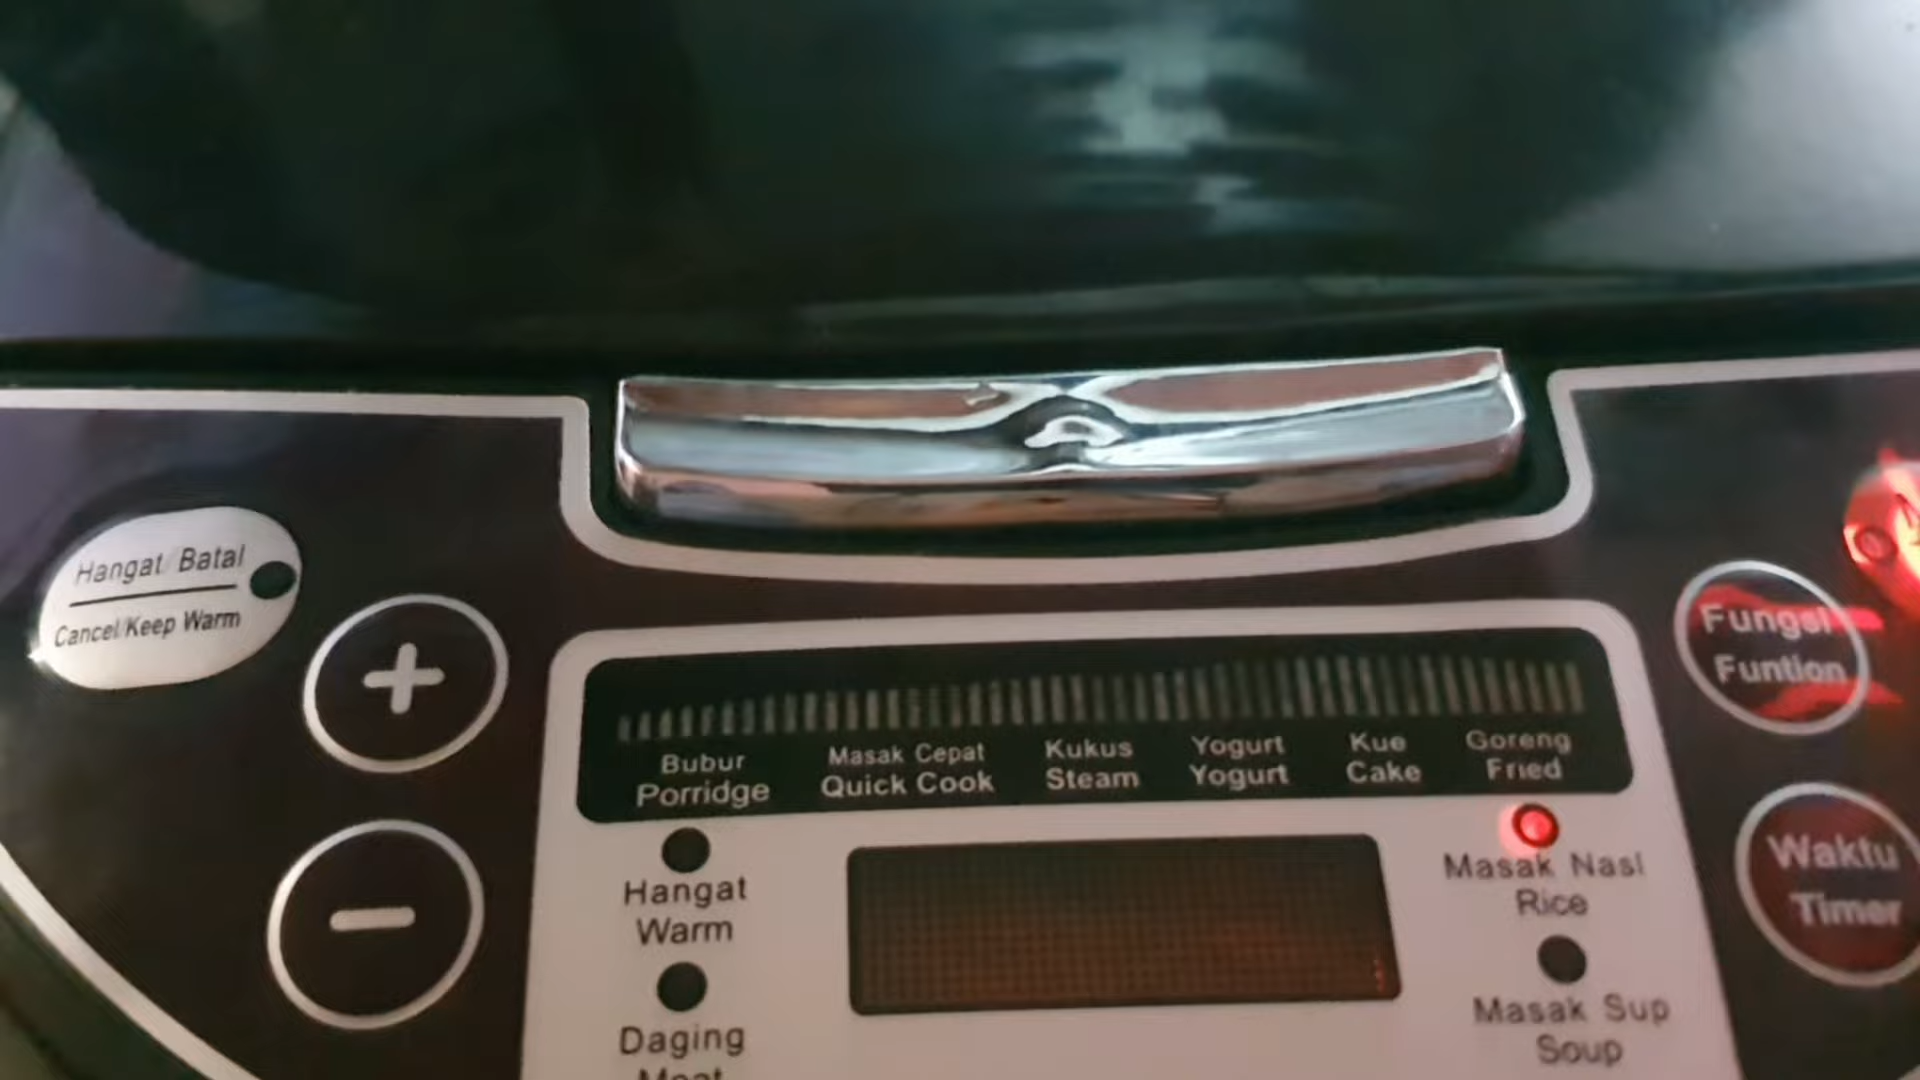 Hangat/Batal
Cancel/Keep Warm
Fungsi
Funtion
Bubur
Porridge
Masak Cepat
Quick Cook
Kukus
Steam
Yogurt
Yogurt
Kue
Cake
Goreng
Fried
Hangat
Warm
Masak Nasi
Rice
Waktu
Timer
Daging
Meat
Masak Sup
Soup